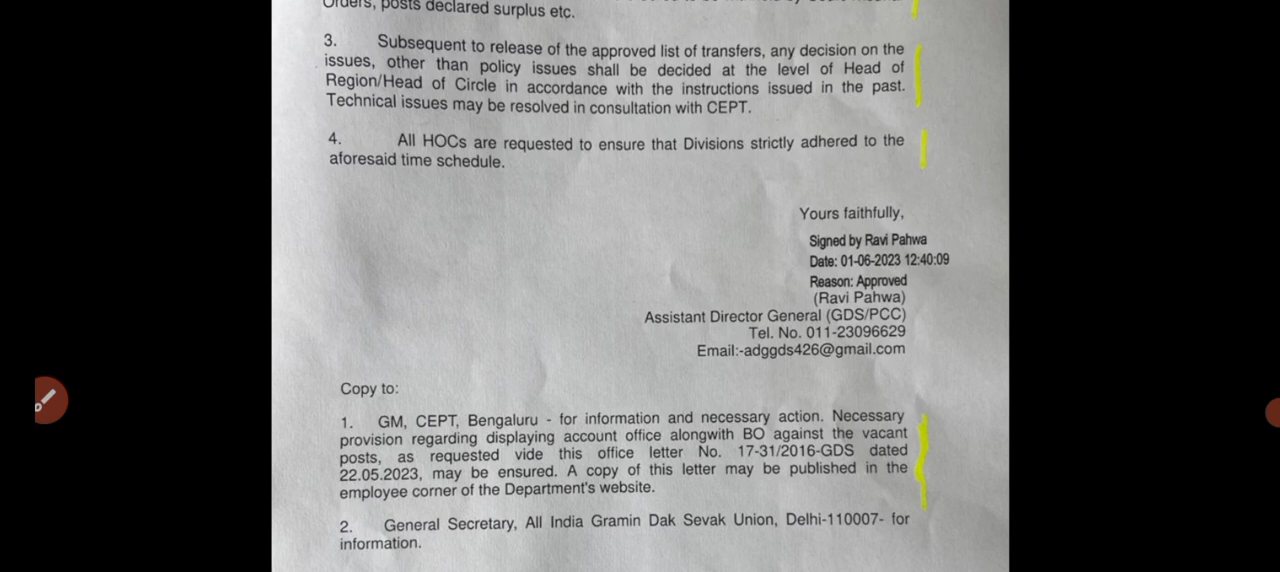 Orders, posts declared surplus etc.
3. Subsequent to release of the approved list of transfers, any decision on the
issues, other than policy issues shall be decided at the level of Head of
Region/Head of Circle in accordance with the instructions issued in the past.
Technical issues may be resolved in consultation with CEPT.
4. All HOCs are requested to ensure that Divisions strictly adhered to the
aforesaid time schedule.
Yours faithfully,
Signed by Ravi Pahwa
Date: 01-06-2023 12:40:09
Reason: Approved
(Ravi Pahwa)
Assistant Director General (GDS/PCC)
Tel. No. 011-23096629
Email:-adggds426@gmail.com
Copy to:
1. GM, CEPT, Bengaluru - for information and necessary action. Necessary
provision regarding displaying account office alongwith BO against the vacant
posts, as requested vide this office letter No. 17-31/2016-GDS dated
22.05.2023, may be ensured. A copy of this letter may be published in the
employee corner of the Department's website.
2. General Secretary, All India Gramin Dak Sevak Union, Delhi-110007- for
information.